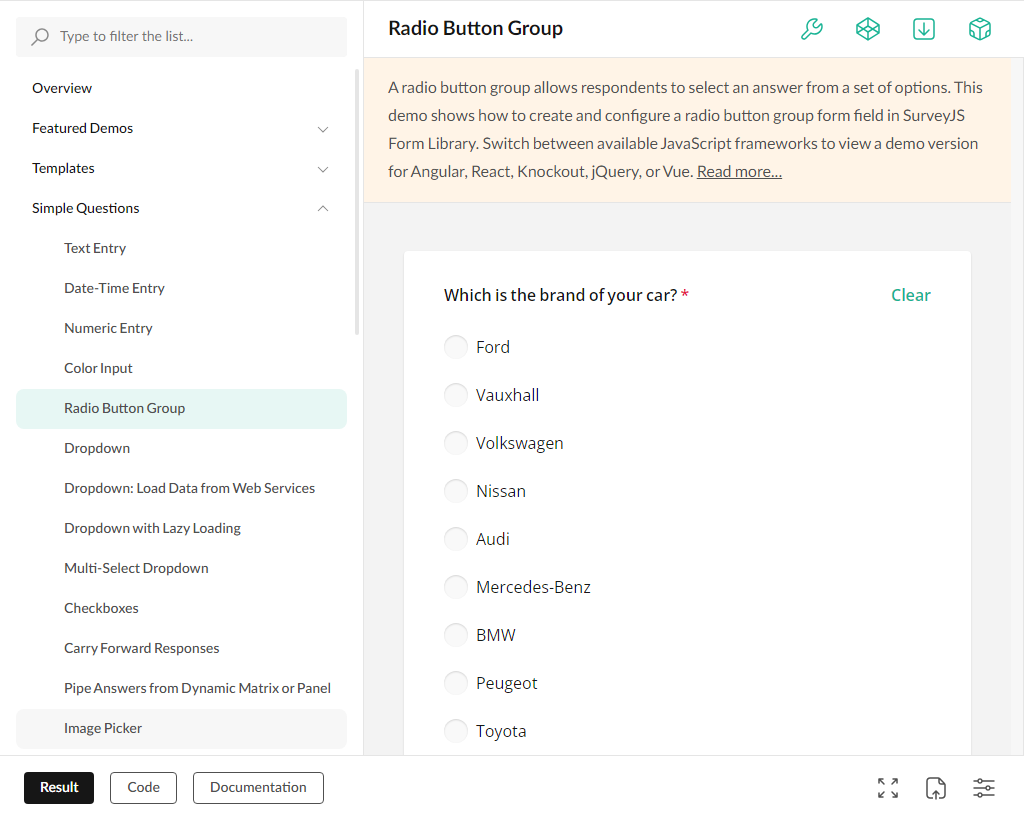 Type to filter the list...
Overview
Featured Demos
Templates
Simple Questions
Text Entry
Date-Time Entry
Numeric Entry
Color Input
Radio Button Group
Dropdown
Dropdown: Load Data from Web Services
Dropdown with Lazy Loading
Multi-Select Dropdown
Checkboxes
Carry Forward Responses
Pipe Answers from Dynamic Matrix or Panel
Image Picker
Radio Button Group
A radio button group allows respondents to select an answer from a set of options. This
demo shows how to create and configure a radio button group form field in SurveyJS
Form Library. Switch between available JavaScript frameworks to view a demo version
for Angular, React, Knockout, jQuery, or Vue. Read more...
Which is the brand of your car? *
Clear
Ford
Vauxhall
Volkswagen
Nissan
Audi
Mercedes-Benz
BMW
Peugeot
Toyota
Result
Code
Documentation